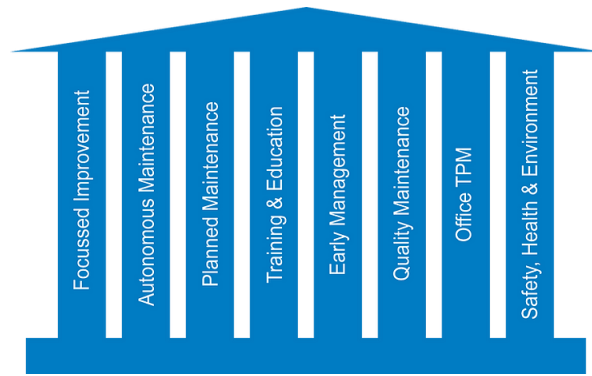 Focussed Improvement
Autonomous Maintenance
Planned Maintenance
Training & Education
Early Management
Quality Maintenance
Office TPM
Safety, Health & Environment